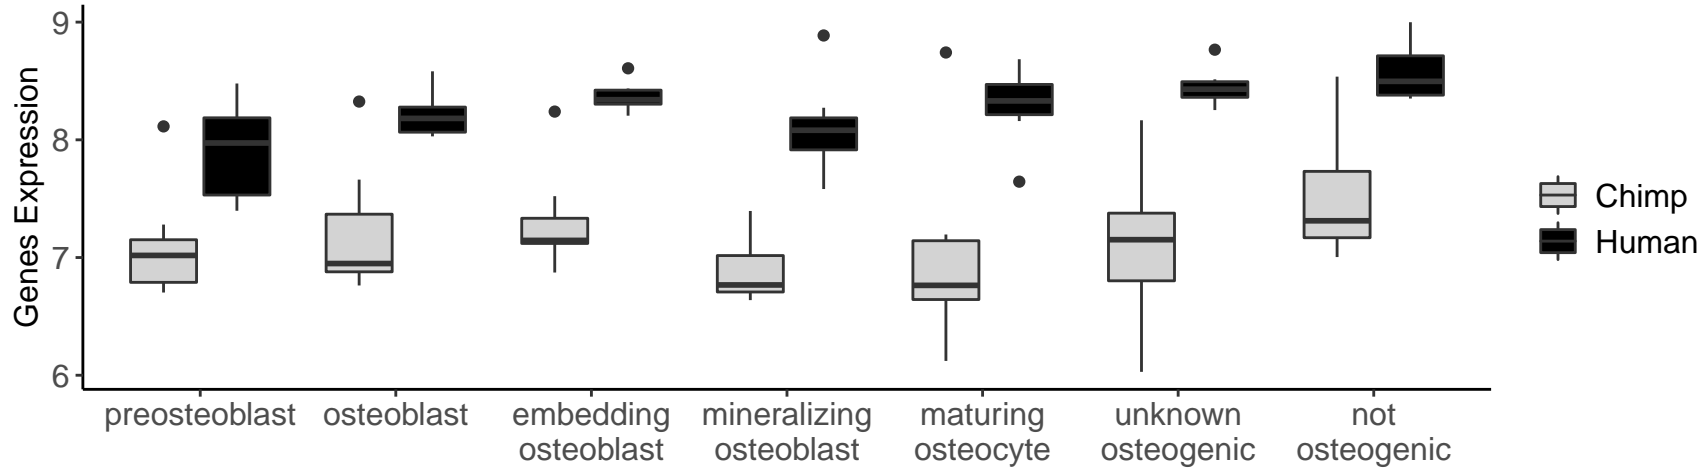 Genes Expression
9
8
7
6
preosteoblast
osteoblast
embedding
osteoblast
mineralizing
osteoblast
maturing
osteocyte
unknown
osteogenic
not
osteogenic
Chimp
Human